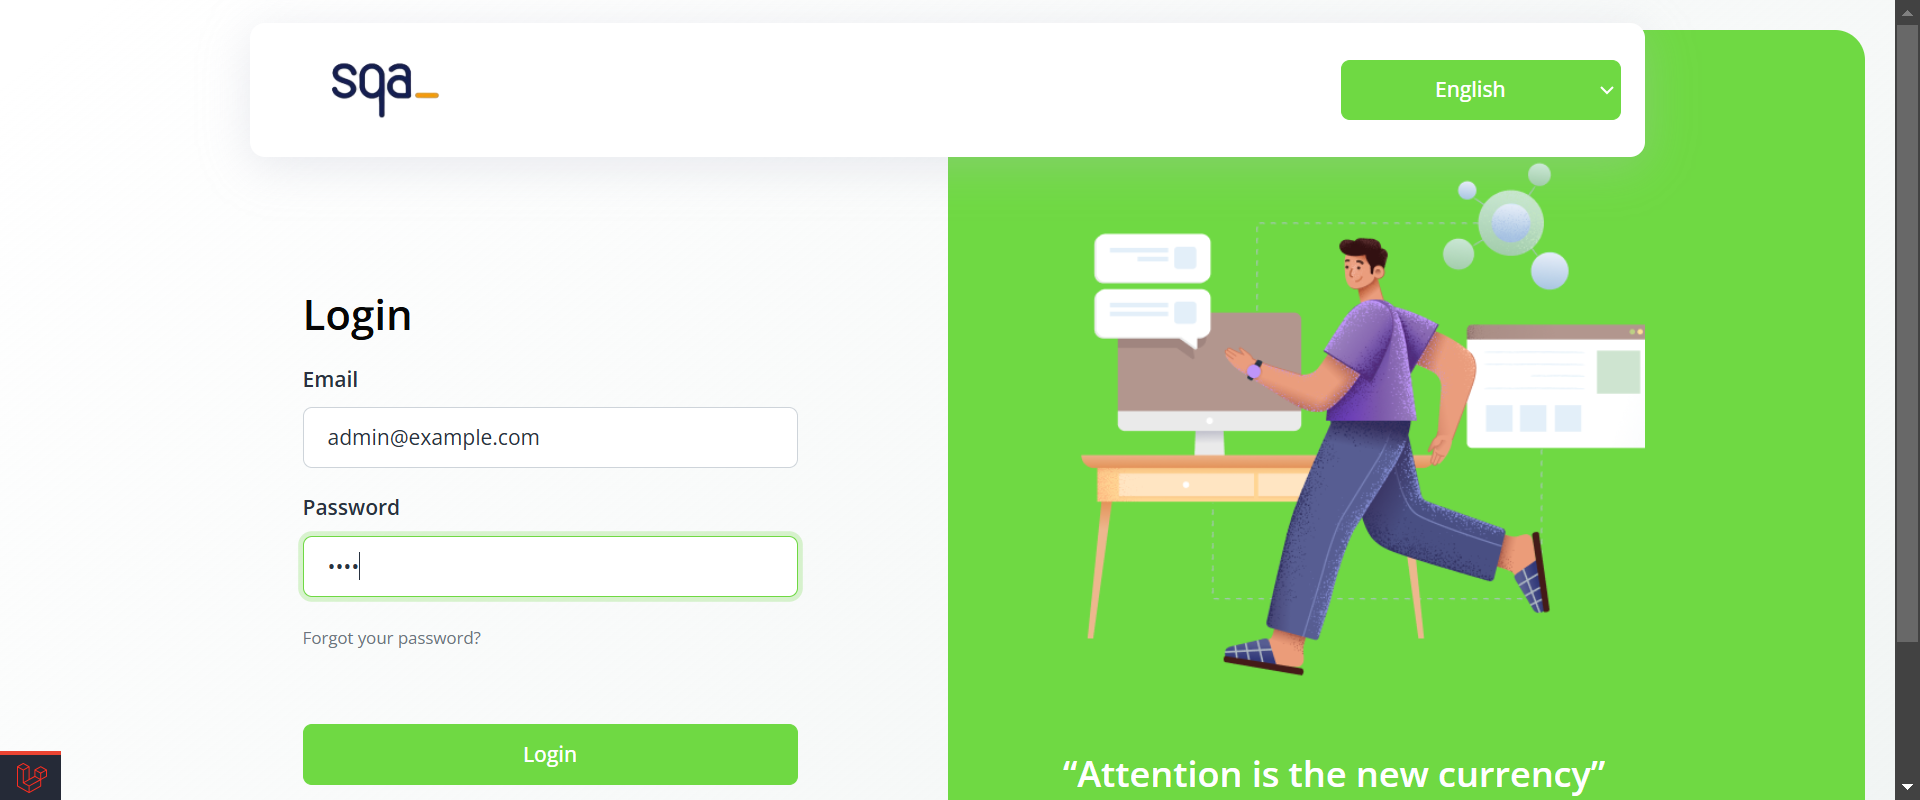 sqa_
English
Login
Email
admin@example.com
Password
••••
Forgot your password?
Login
“Attention is the new currency”